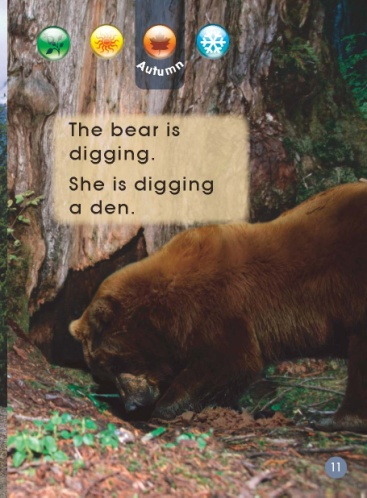 Autumn
The bear is
digging.
She is digging
a den.
11